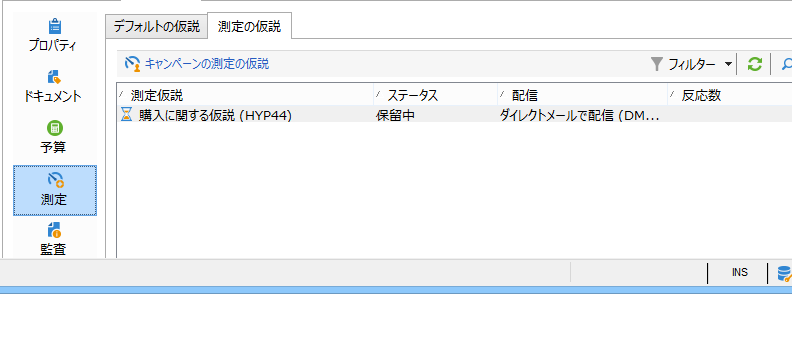 デフォルトの仮説 測定の仮説
プロパティ
キャンペーンの測定の仮説 フィルター
ドキュメント
測定仮説 ステータス 配信 反応数
購入に関する仮説 (HYP44) 保留中 ダイレクトメールで配信 (DM...
予算
測定
監査
INS